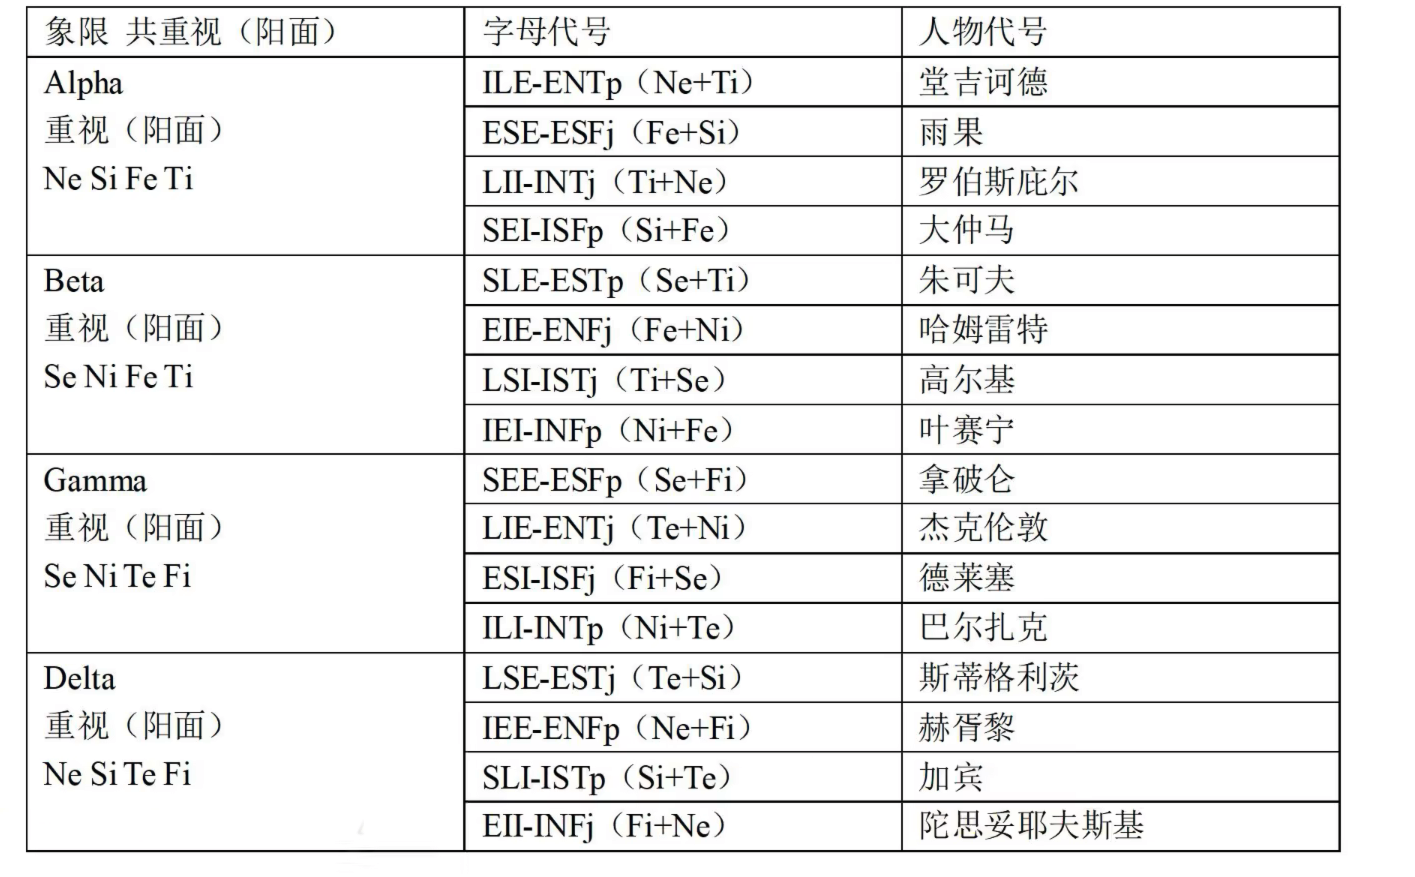 象限 共重视（阳面） 字母代号 人物代号
Alpha
重视（阳面）
Ne Si Fe Ti
ILE-ENTp（Ne+Ti） 堂吉诃德
ESE-ESFj（Fe+Si） 雨果
LII-INTj（Ti+Ne） 罗伯斯庇尔
SEI-ISFp（Si+Fe） 大仲马
Beta
重视（阳面）
Se Ni Fe Ti
SLE-ESTp（Se+Ti） 朱可夫
EIE-ENFj（Fe+Ni） 哈姆雷特
LSI-ISTj（Ti+Se） 高尔基
IEI-INFp（Ni+Fe） 叶赛宁
Gamma
重视（阳面）
Se Ni Te Fi
SEE-ESFp（Se+Fi） 拿破仑
LIE-ENTj（Te+Ni） 杰克伦敦
ESI-ISFj（Fi+Se） 德莱塞
ILI-INTp（Ni+Te） 巴尔扎克
Delta
重视（阳面）
Ne Si Te Fi
LSE-ESTj（Te+Si） 斯蒂格利茨
IEE-ENFp（Ne+Fi） 赫胥黎
SLI-ISTp（Si+Te） 加宾
EII-INFj（Fi+Ne） 陀思妥耶夫斯基